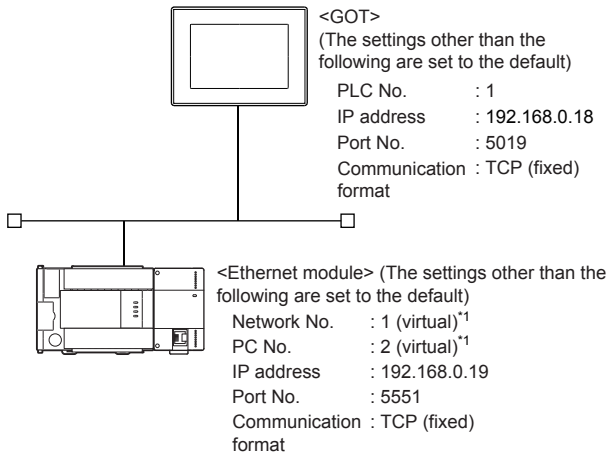 <GOT>
(The settings other than the
following are set to the default)
PLC No. : 1
IP address : 192.168.0.18
Port No. : 5019
Communication : TCP (fixed)
format
<Ethernet module> (The settings other than the
following are set to the default)
Network No. : 1 (virtual)*1
PC No. : 2 (virtual)*1
IP address : 192.168.0.19
Port No. : 5551
Communication : TCP (fixed)
format